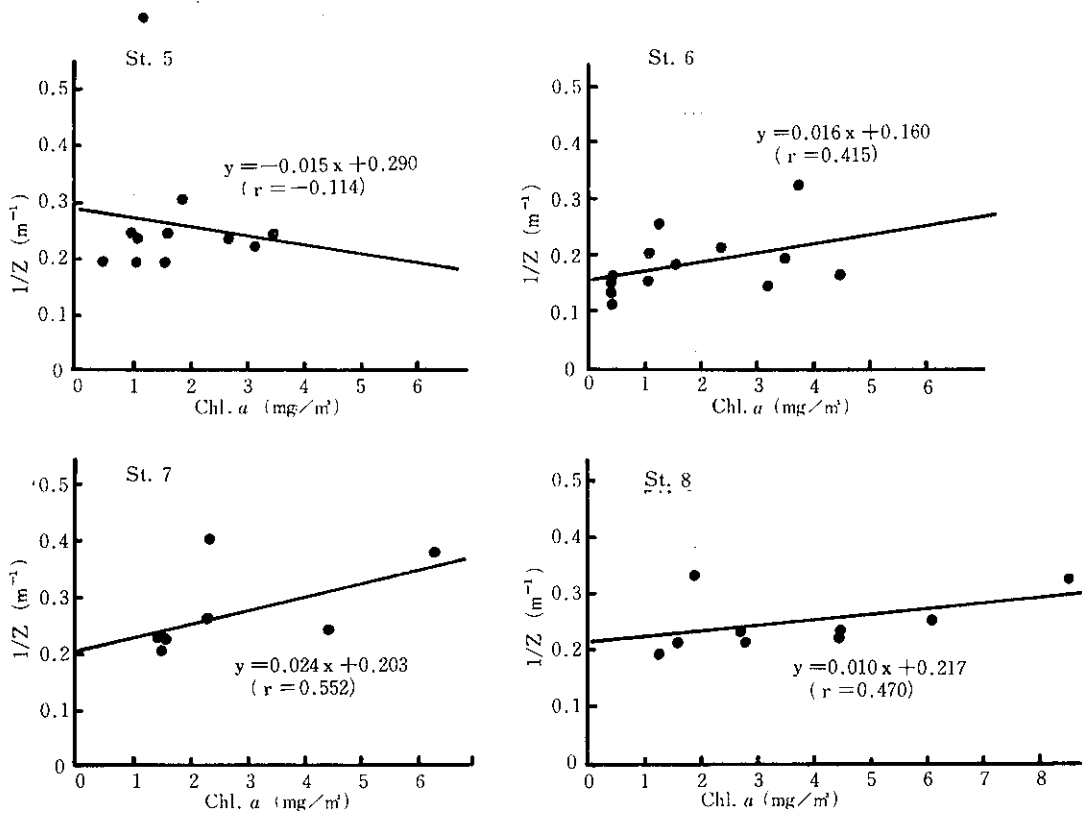 St. 5
0.5
0.4
0.3
0.2
0.1
0
1/Z (m⁻¹)
y=−0.015x+0.290
(r=−0.114)
0 1 2 3 4 5 6
Chl. a (mg/㎥)
St. 6
0.5
0.4
0.3
0.2
0.1
0
1/Z (m⁻¹)
y=0.016x+0.160
(r=0.415)
0 1 2 3 4 5 6
Chl. a (mg/㎥)
St. 7
0.5
0.4
0.3
0.2
0.1
0
1/Z (m⁻¹)
y=0.024x+0.203
(r=0.552)
0 1 2 3 4 5 6
Chl. a (mg/㎥)
St. 8
0.5
0.4
0.3
0.2
0.1
0
1/Z (m⁻¹)
y=0.010x+0.217
(r=0.470)
0 1 2 3 4 5 6 7 8
Chl. a (mg/㎥)